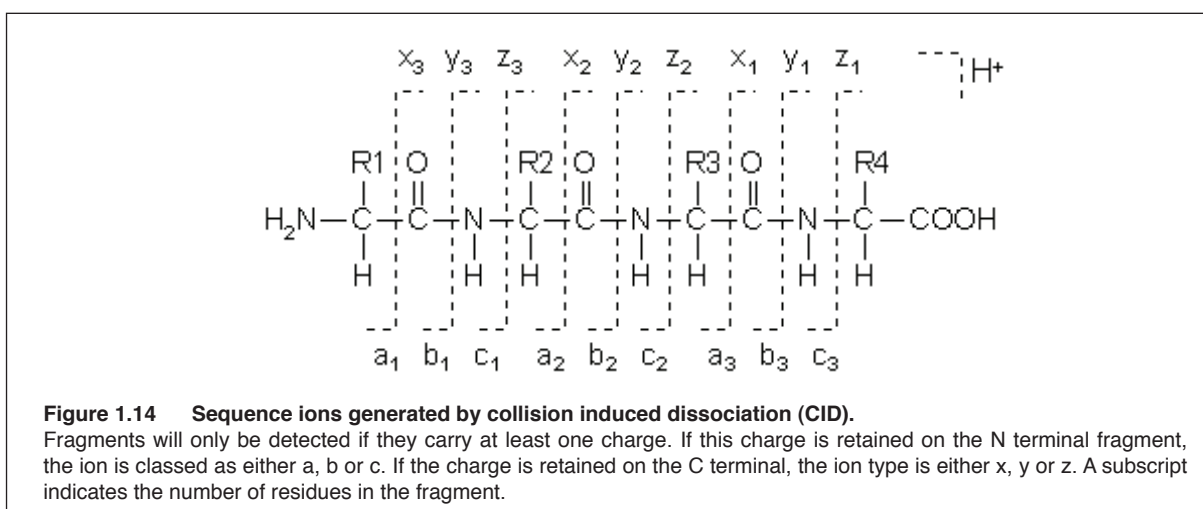 x₃ y₃ z₃ x₂ y₂ z₂ x₁ y₁ z₁ H⁺
R1 O R2 O R3 O R4
H₂N—C—C—N—C—C—N—C—C—N—C—COOH
H H H H H H H
a₁ b₁ c₁ a₂ b₂ c₂ a₃ b₃ c₃
Figure 1.14 Sequence ions generated by collision induced dissociation (CID).
Fragments will only be detected if they carry at least one charge. If this charge is retained on the N terminal fragment,
the ion is classed as either a, b or c. If the charge is retained on the C terminal, the ion type is either x, y or z. A subscript
indicates the number of residues in the fragment.